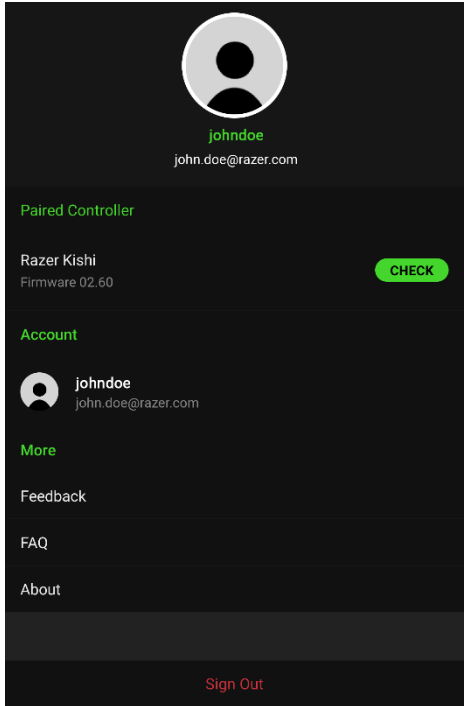 johndoe
john.doe@razer.com
Paired Controller
Razer Kishi
CHECK
Firmware 02.60
Account
johndoe
john.doe@razer.com
More
Feedback
FAQ
About
Sign Out